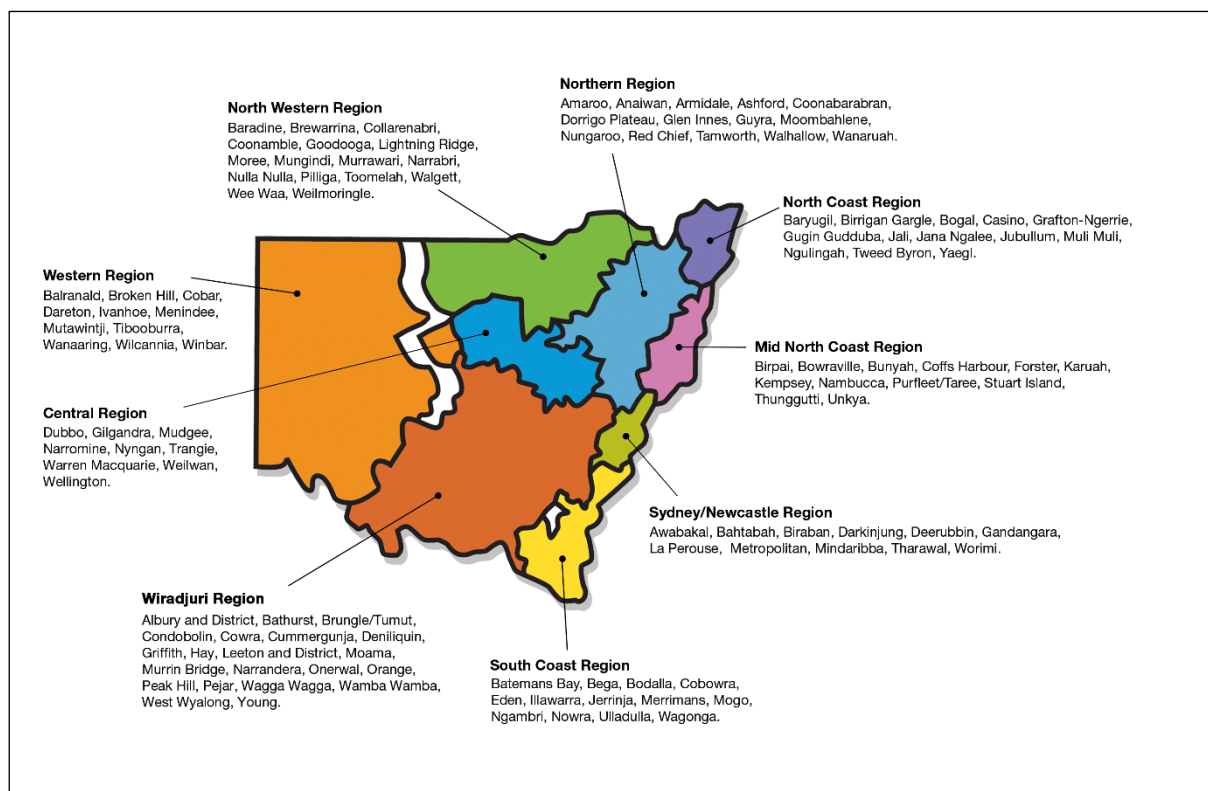 Northern Region
Amaroo, Anaiwan, Armidale, Ashford, Coonabarabran,
Dorrigo Plateau, Glen Innes, Guyra, Moombahlene,
Nungaroo, Red Chief, Tamworth, Walhallow, Wanaruah.
North Western Region
Baradine, Brewarrina, Collarenabri,
Coonamble, Goodooga, Lightning Ridge,
Moree, Mungindi, Murrawari, Narrabri,
Nulla Nulla, Pilliga, Toomelah, Walgett,
Wee Waa, Weilmoringle.
North Coast Region
Baryugil, Birrigan Gargle, Bogal, Casino, Grafton-Ngerrie,
Gugin Gudduba, Jali, Jana Ngalee, Jubullum, Muli Muli,
Ngulingah, Tweed Byron, Yaegl.
Western Region
Balranald, Broken Hill, Cobar,
Dareton, Ivanhoe, Menindee,
Mutawintji, Tibooburra,
Wanaaring, Wilcannia, Winbar.
Mid North Coast Region
Birpai, Bowraville, Bunyah, Coffs Harbour, Forster, Karuah,
Kempsey, Nambucca, Purfleet/Taree, Stuart Island,
Thunggutti, Unkya.
Central Region
Dubbo, Gilgandra, Mudgee,
Narromine, Nyngan, Trangie,
Warren Macquarie, Weilwan,
Wellington.
Sydney/Newcastle Region
Awabakal, Bahtabah, Biraban, Darkinjung, Deerubbin, Gandangara,
La Perouse, Metropolitan, Mindaribba, Tharawal, Worimi.
Wiradjuri Region
Albury and District, Bathurst, Brungle/Tumut,
Condobolin, Cowra, Cummergunja, Deniliquin,
Griffith, Hay, Leeton and District, Moama,
Murrin Bridge, Narrandera, Onerwal, Orange,
Peak Hill, Pejar, Wagga Wagga, Wamba Wamba,
West Wyalong, Young.
South Coast Region
Batemans Bay, Bega, Bodalla, Cobowra,
Eden, Illawarra, Jerrinja, Merrimans, Mogo,
Ngambri, Nowra, Ulladulla, Wagonga.